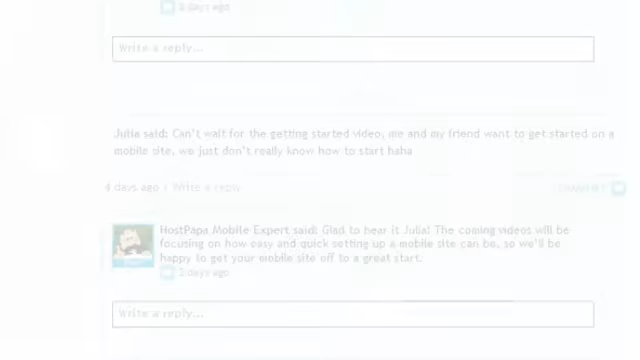 2 days ago
Write a reply...
Julia said: Can't wait for the getting started video, me and my friend want to get started on a
mobile site, we just don't really know how to start haha
4 days ago | Write a reply
HostPapa Mobile Expert said: Glad to hear it Julia! The coming videos will be
focusing on how easy and quick setting up a mobile site can be, so we'll be
happy to get your mobile site off to a great start.
2 days ago
Write a reply...